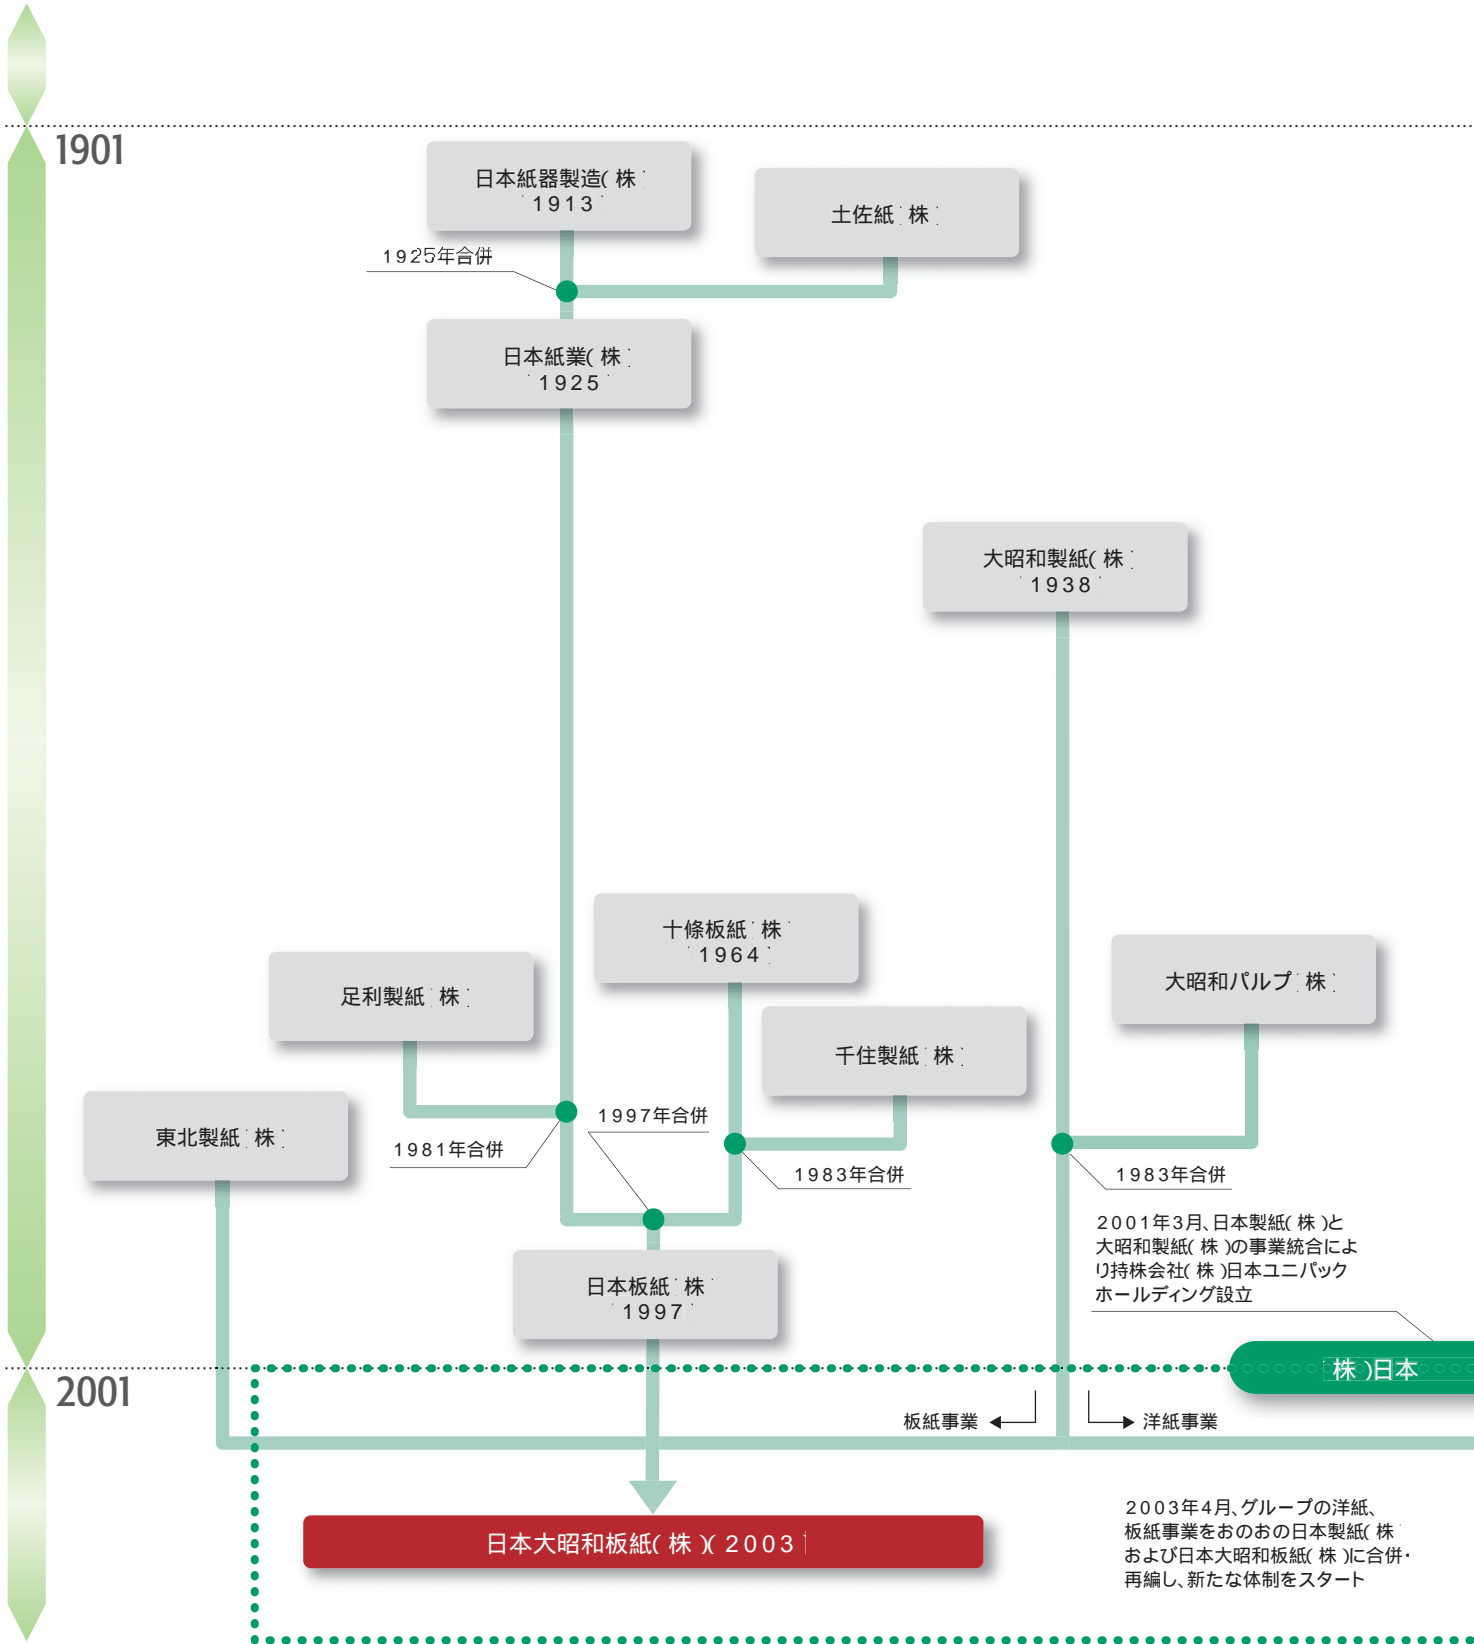 1901
日本紙器製造(株)
(1913)
土佐紙(株)
1925年合併
日本紙業(株)
(1925)
大昭和製紙(株)
(1938)
十條板紙(株)
(1964)
足利製紙(株)
大昭和パルプ(株)
千住製紙(株)
東北製紙(株)
1997年合併
1981年合併
1983年合併
1983年合併
2001年3月、日本製紙(株)と
大昭和製紙(株)の事業統合によ
り持株会社(株)日本ユニパック
ホールディング設立
日本板紙(株)
(1997)
(株)日本
2001
板紙事業
洋紙事業
日本大昭和板紙(株)(2003)
2003年4月、グループの洋紙、
板紙事業をおのおの日本製紙(株)
および日本大昭和板紙(株)に合併・
再編し、新たな体制をスタート